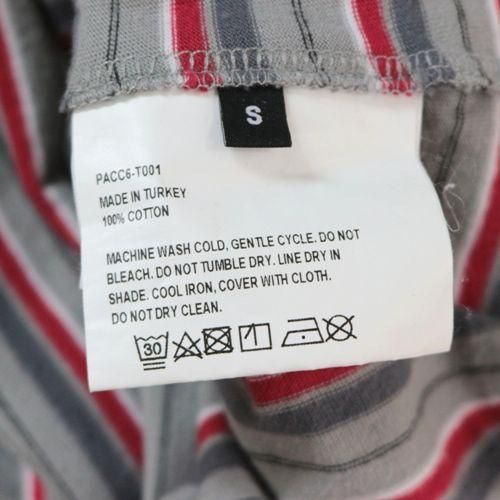 S
PACC6-T001
MADE IN TURKEY
100% COTTON
MACHINE WASH COLD, GENTLE CYCLE. DO NOT
BLEACH. DO NOT TUMBLE DRY. LINE DRY IN
SHADE. COOL IRON, COVER WITH CLOTH.
DO NOT DRY CLEAN.
30